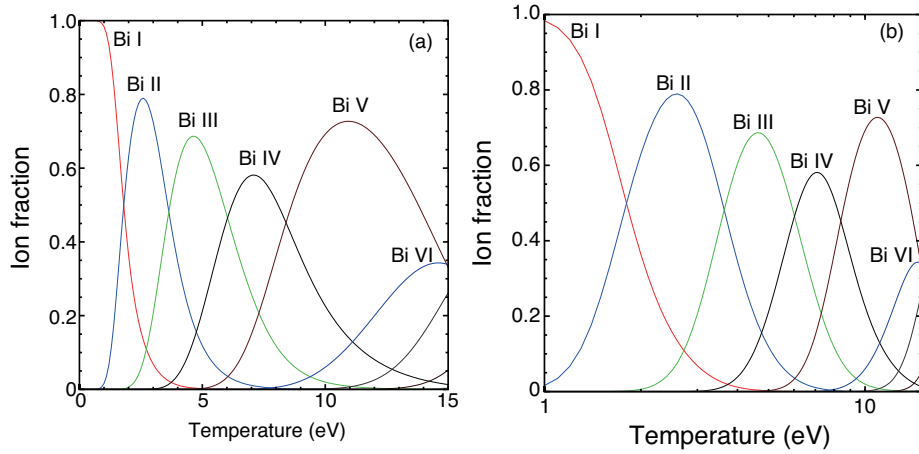 1.0
0.8
0.6
0.4
0.2
0
Ion fraction
0
5
10
15
Temperature (eV)
(a)
Bi I
Bi II
Bi III
Bi IV
Bi V
Bi VI
1.0
0.8
0.6
0.4
0.2
0
Ion fraction
1
10
Temperature (eV)
(b)
Bi I
Bi II
Bi III
Bi IV
Bi V
Bi VI